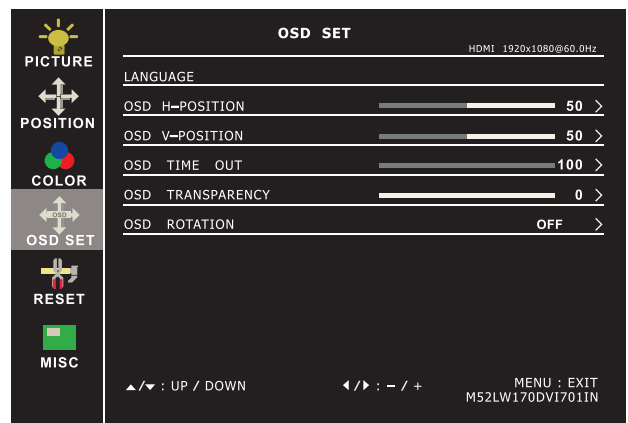 PICTURE
POSITION
COLOR
OSD
OSD SET
RESET
MISC
OSD SET
HDMI 1920x1080@60.0Hz
LANGUAGE
OSD H-POSITION 50 >
OSD V-POSITION 50 >
OSD TIME OUT 100 >
OSD TRANSPARENCY 0 >
OSD ROTATION OFF >
▲/▼ : UP / DOWN ◀/▶ : - / + MENU : EXIT
M52LW170DVI701IN